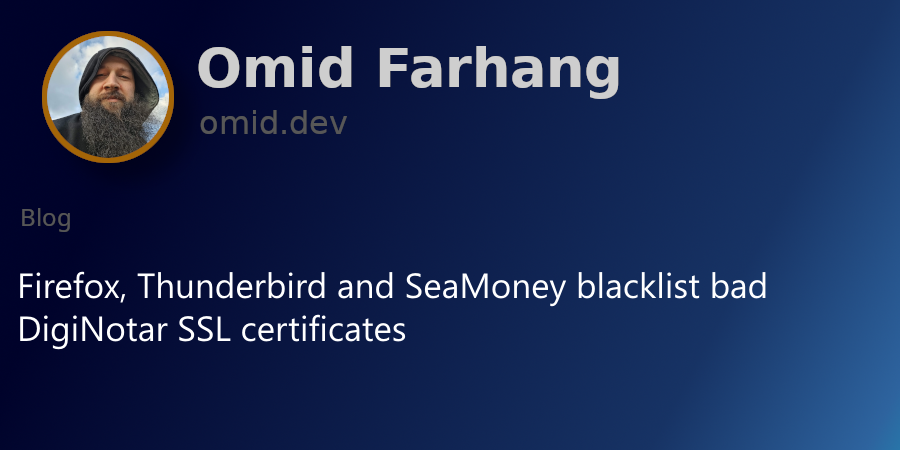 Omid Farhang
omid.dev
Blog
Firefox, Thunderbird and SeaMoney blacklist bad
DigiNotar SSL certificates